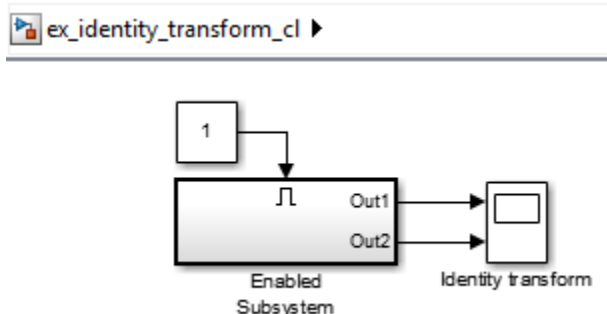 ex_identity_transform_cl
1
Out1
Out2
Enabled
Subsystem
Identity transform